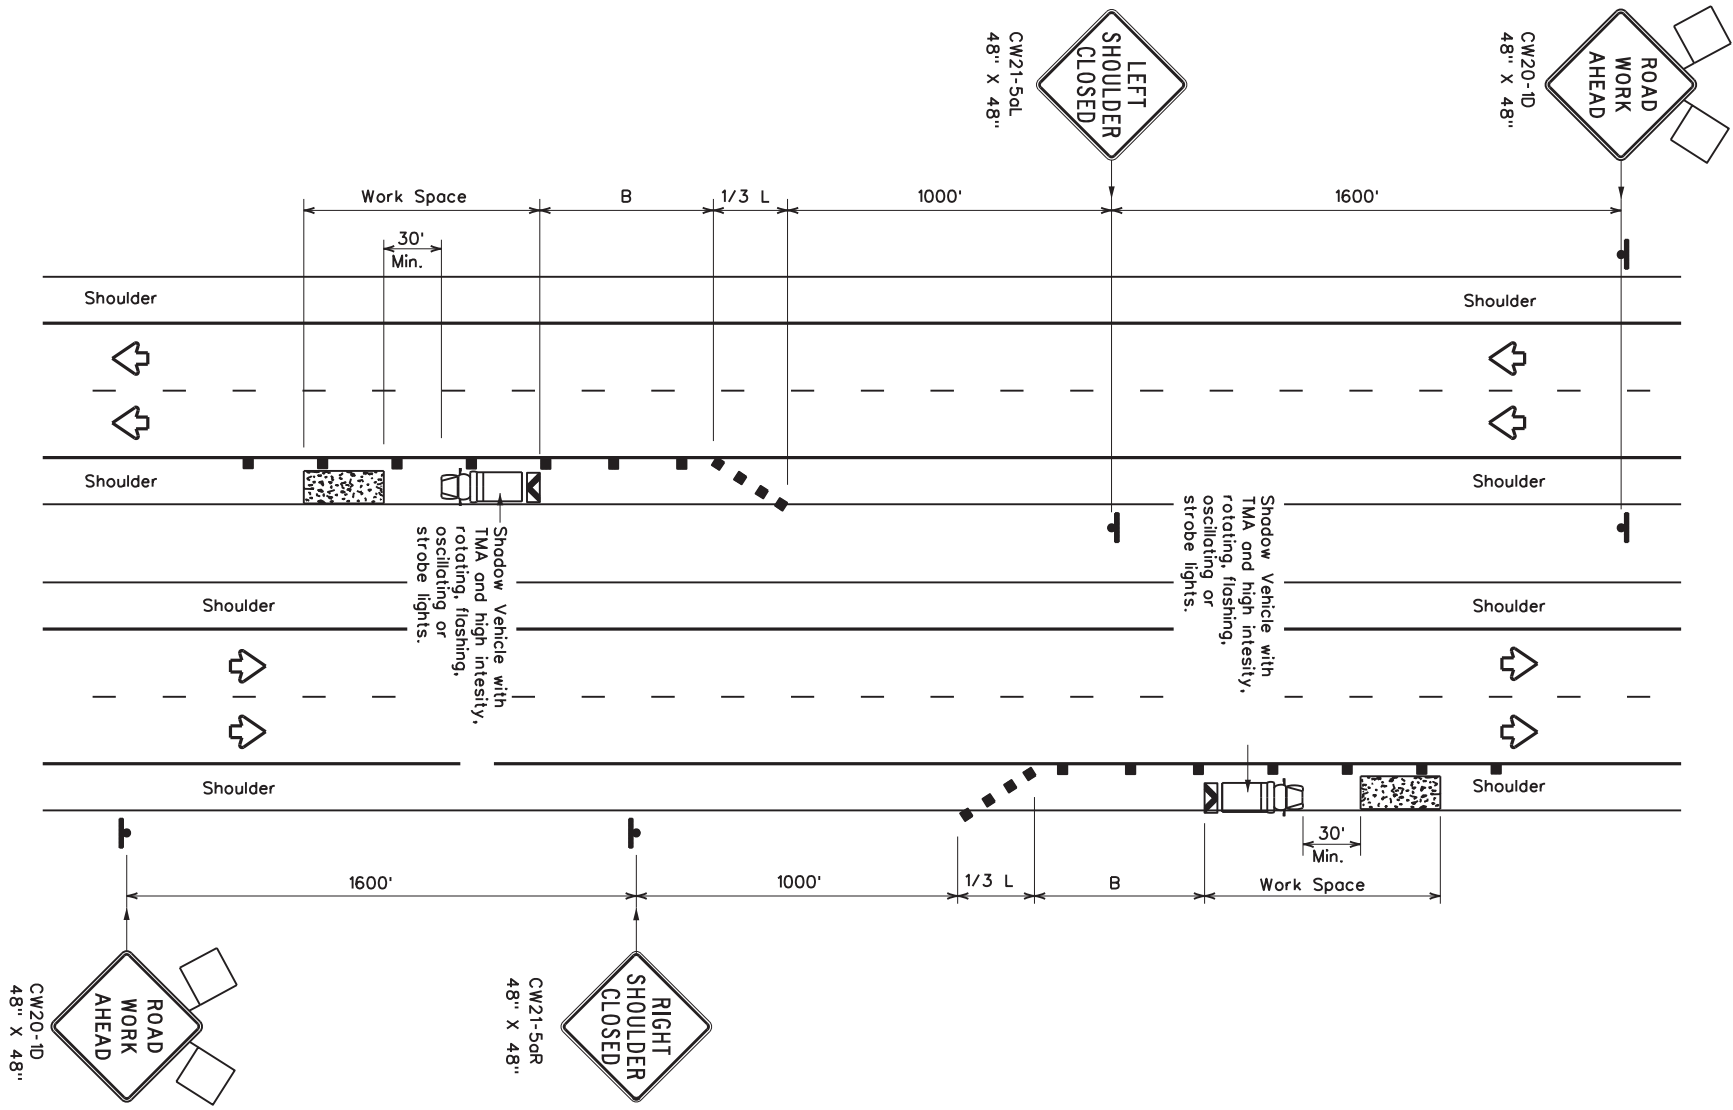 CW21-5aL
48" X 48"
LEFT
SHOULDER
CLOSED
CW20-1D
48" X 48"
ROAD
WORK
AHEAD
Work Space
B
1/3 L
1000'
1600'
30'
Min.
Shoulder
Shoulder
Shoulder
Shoulder
Shadow Vehicle with
TMA and high intesity,
rotating, flashing,
oscillating or
strobe lights.
Shadow Vehicle with
TMA and high intesity,
rotating, flashing,
oscillating or
strobe lights.
Shoulder
Shoulder
Shoulder
Shoulder
30'
Min.
1600'
1000'
1/3 L
B
Work Space
CW20-1D
48" X 48"
ROAD
WORK
AHEAD
CW21-5aR
48" X 48"
RIGHT
SHOULDER
CLOSED